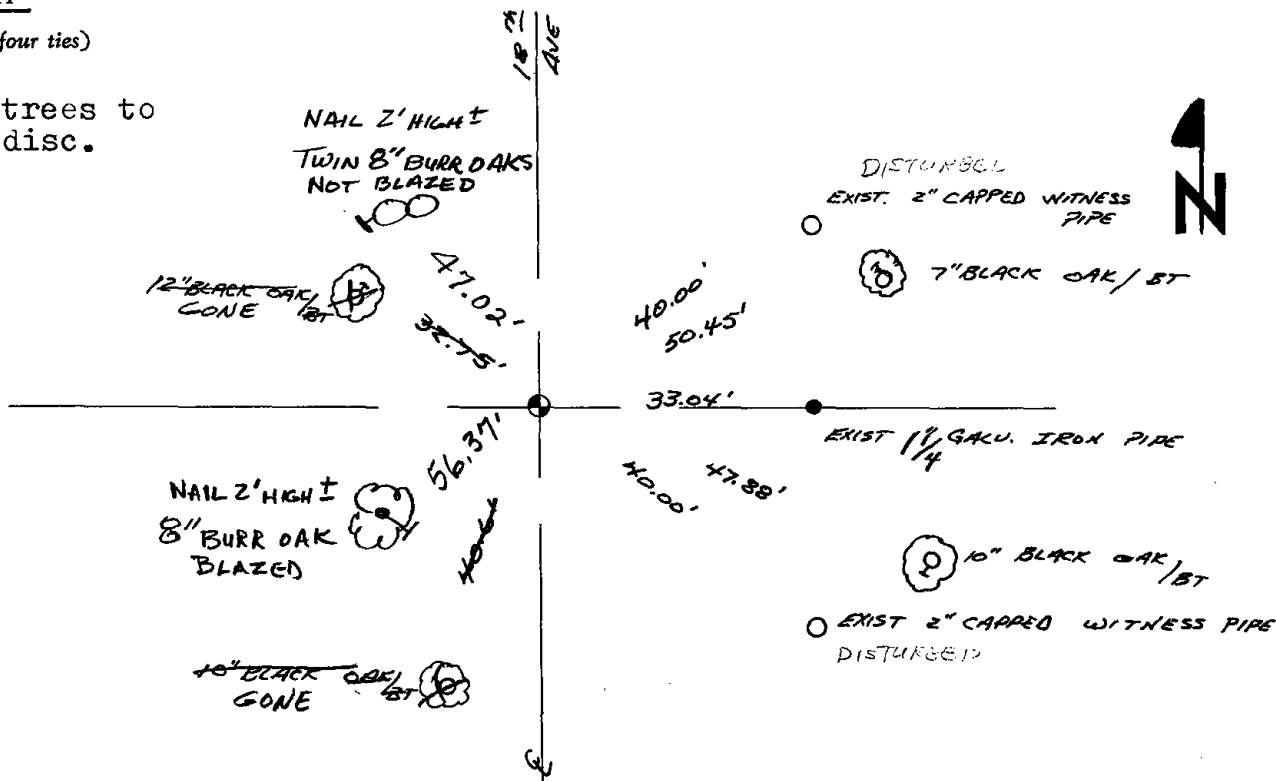 four ties)
trees to
disc.
18TH
AVE
NAIL 2' HIGH ±
TWIN 8" BURR OAKS
NOT BLAZED
12" BLACK OAK/BT
GONE
47.02'
32.75'
DISTURBED
EXIST. 2" CAPPED WITNESS
PIPE
N
7" BLACK OAK / BT
40.00'
50.45'
33.04'
EXIST 1 1/4" GALV. IRON PIPE
56.37'
40.00'
47.88'
NAIL 2' HIGH ±
8" BURR OAK
BLAZED
10" BLACK OAK/BT
EXIST 2" CAPPED WITNESS PIPE
DISTURBED
10" BLACK OAK/BT
GONE
℄